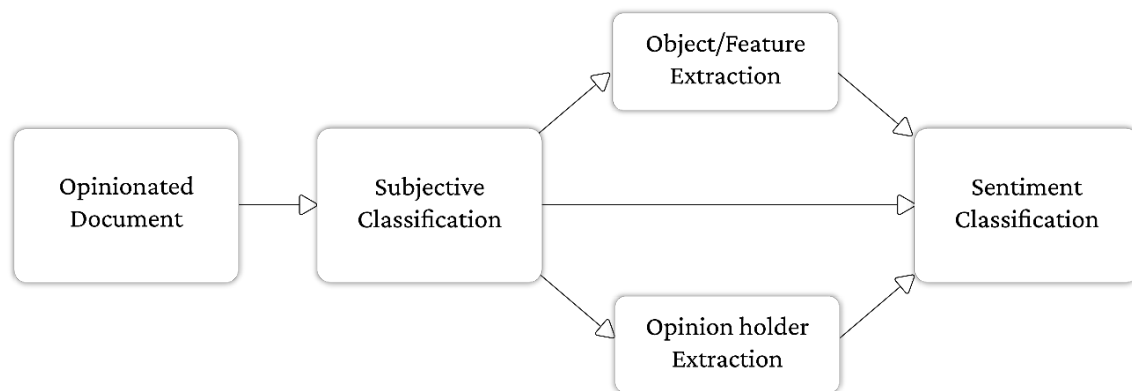 Object/Feature
Extraction
Opinionated
Document
Subjective
Classification
Sentiment
Classification
Opinion holder
Extraction